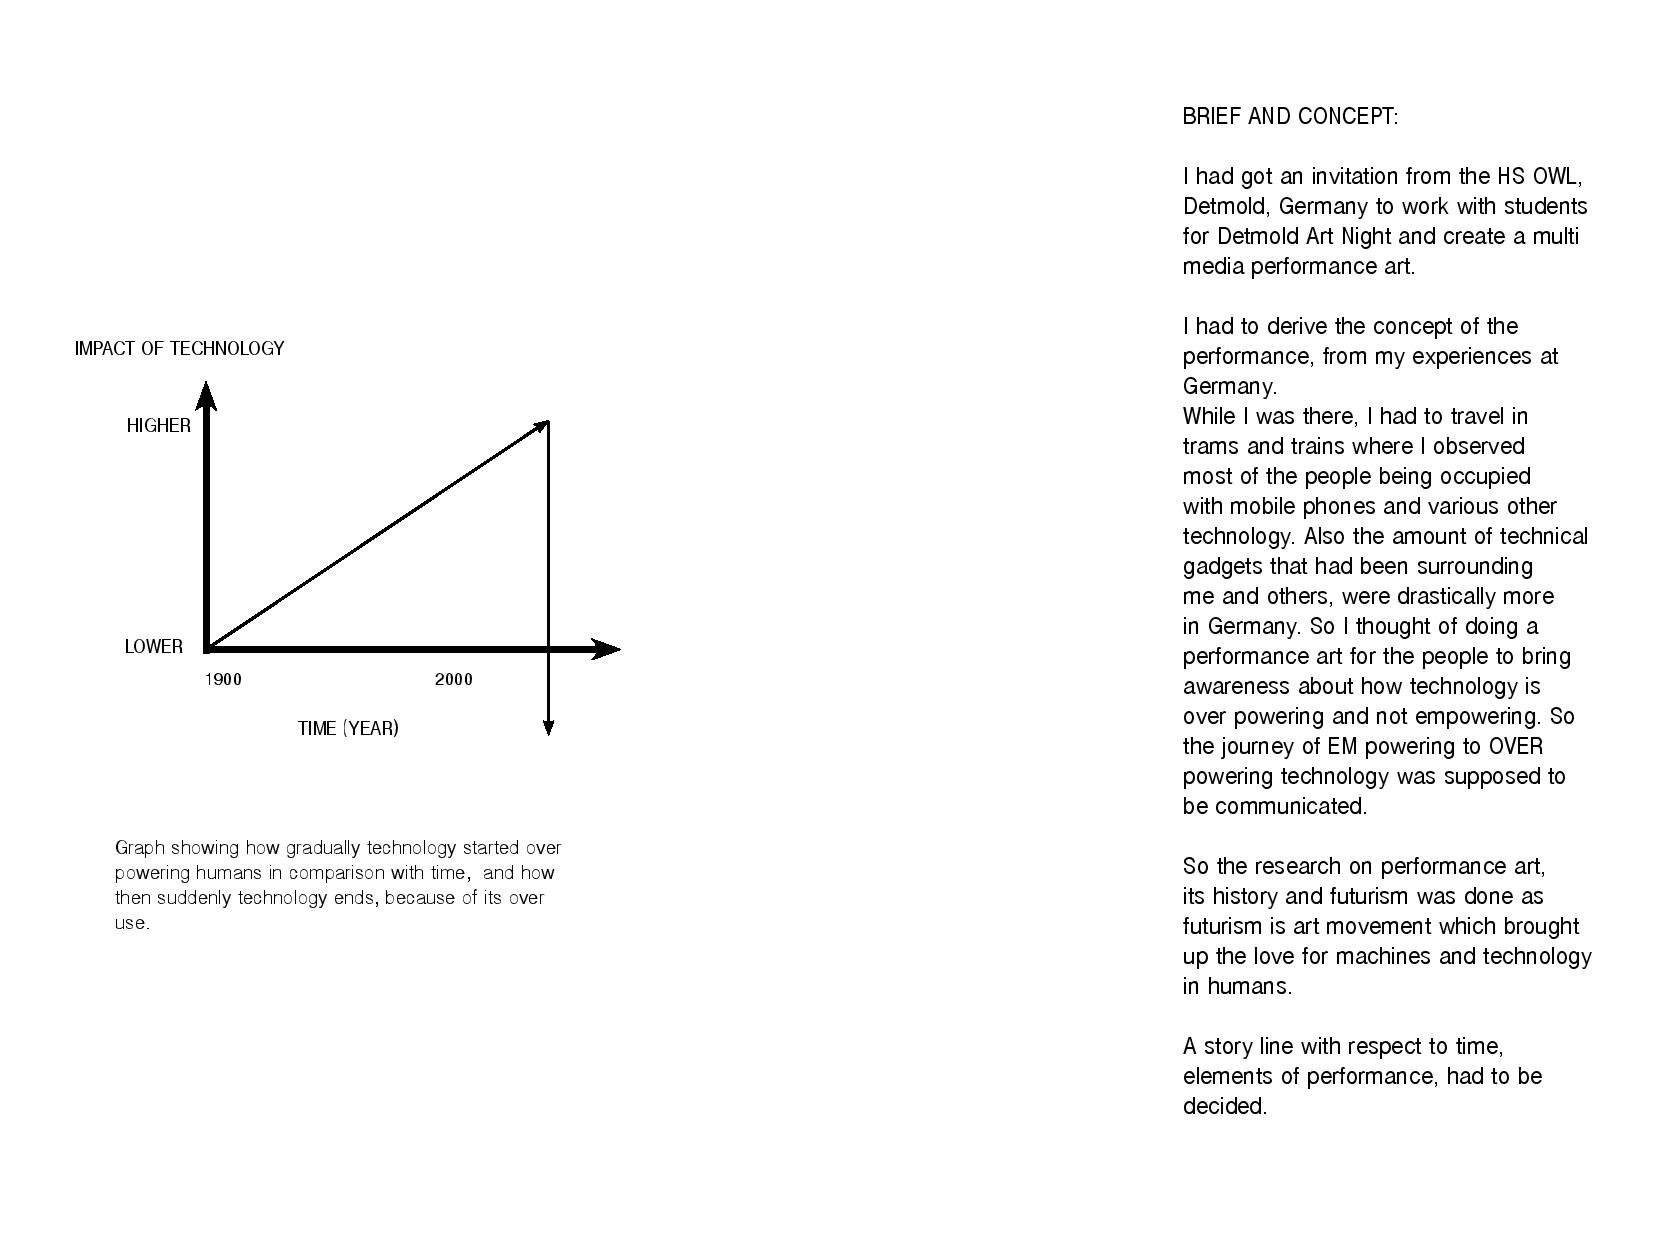 IMPACT OF TECHNOLOGY
HIGHER
LOWER
1900
2000
TIME (YEAR)
Graph showing how gradually technology started over
powering humans in comparison with time,  and how
then suddenly technology ends, because of its over
use.
BRIEF AND CONCEPT:
I had got an invitation from the HS OWL,
Detmold, Germany to work with students
for Detmold Art Night and create a multi
media performance art.
I had to derive the concept of the
performance, from my experiences at
Germany.
While I was there, I had to travel in
trams and trains where I observed
most of the people being occupied
with mobile phones and various other
technology. Also the amount of technical
gadgets that had been surrounding
me and others, were drastically more
in Germany. So I thought of doing a
performance art for the people to bring
awareness about how technology is
over powering and not empowering. So
the journey of EM powering to OVER
powering technology was supposed to
be communicated.
So the research on performance art,
its history and futurism was done as
futurism is art movement which brought
up the love for machines and technology
in humans.
A story line with respect to time,
elements of performance, had to be
decided.